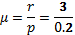 μ = r/p = 3/0.2